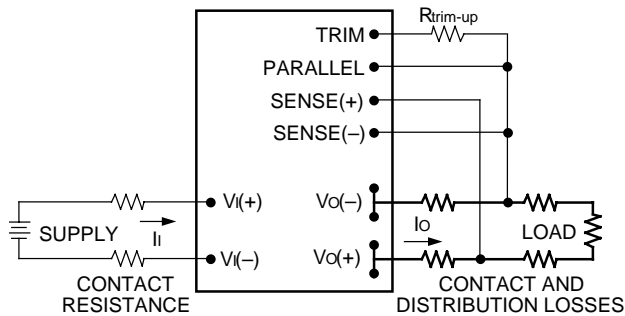 TRIM
Rtrim-up
PARALLEL
SENSE(+)
SENSE(–)
VI(+)
VO(–)
SUPPLY
II
IO
LOAD
VI(–)
VO(+)
CONTACT
RESISTANCE
CONTACT AND
DISTRIBUTION LOSSES